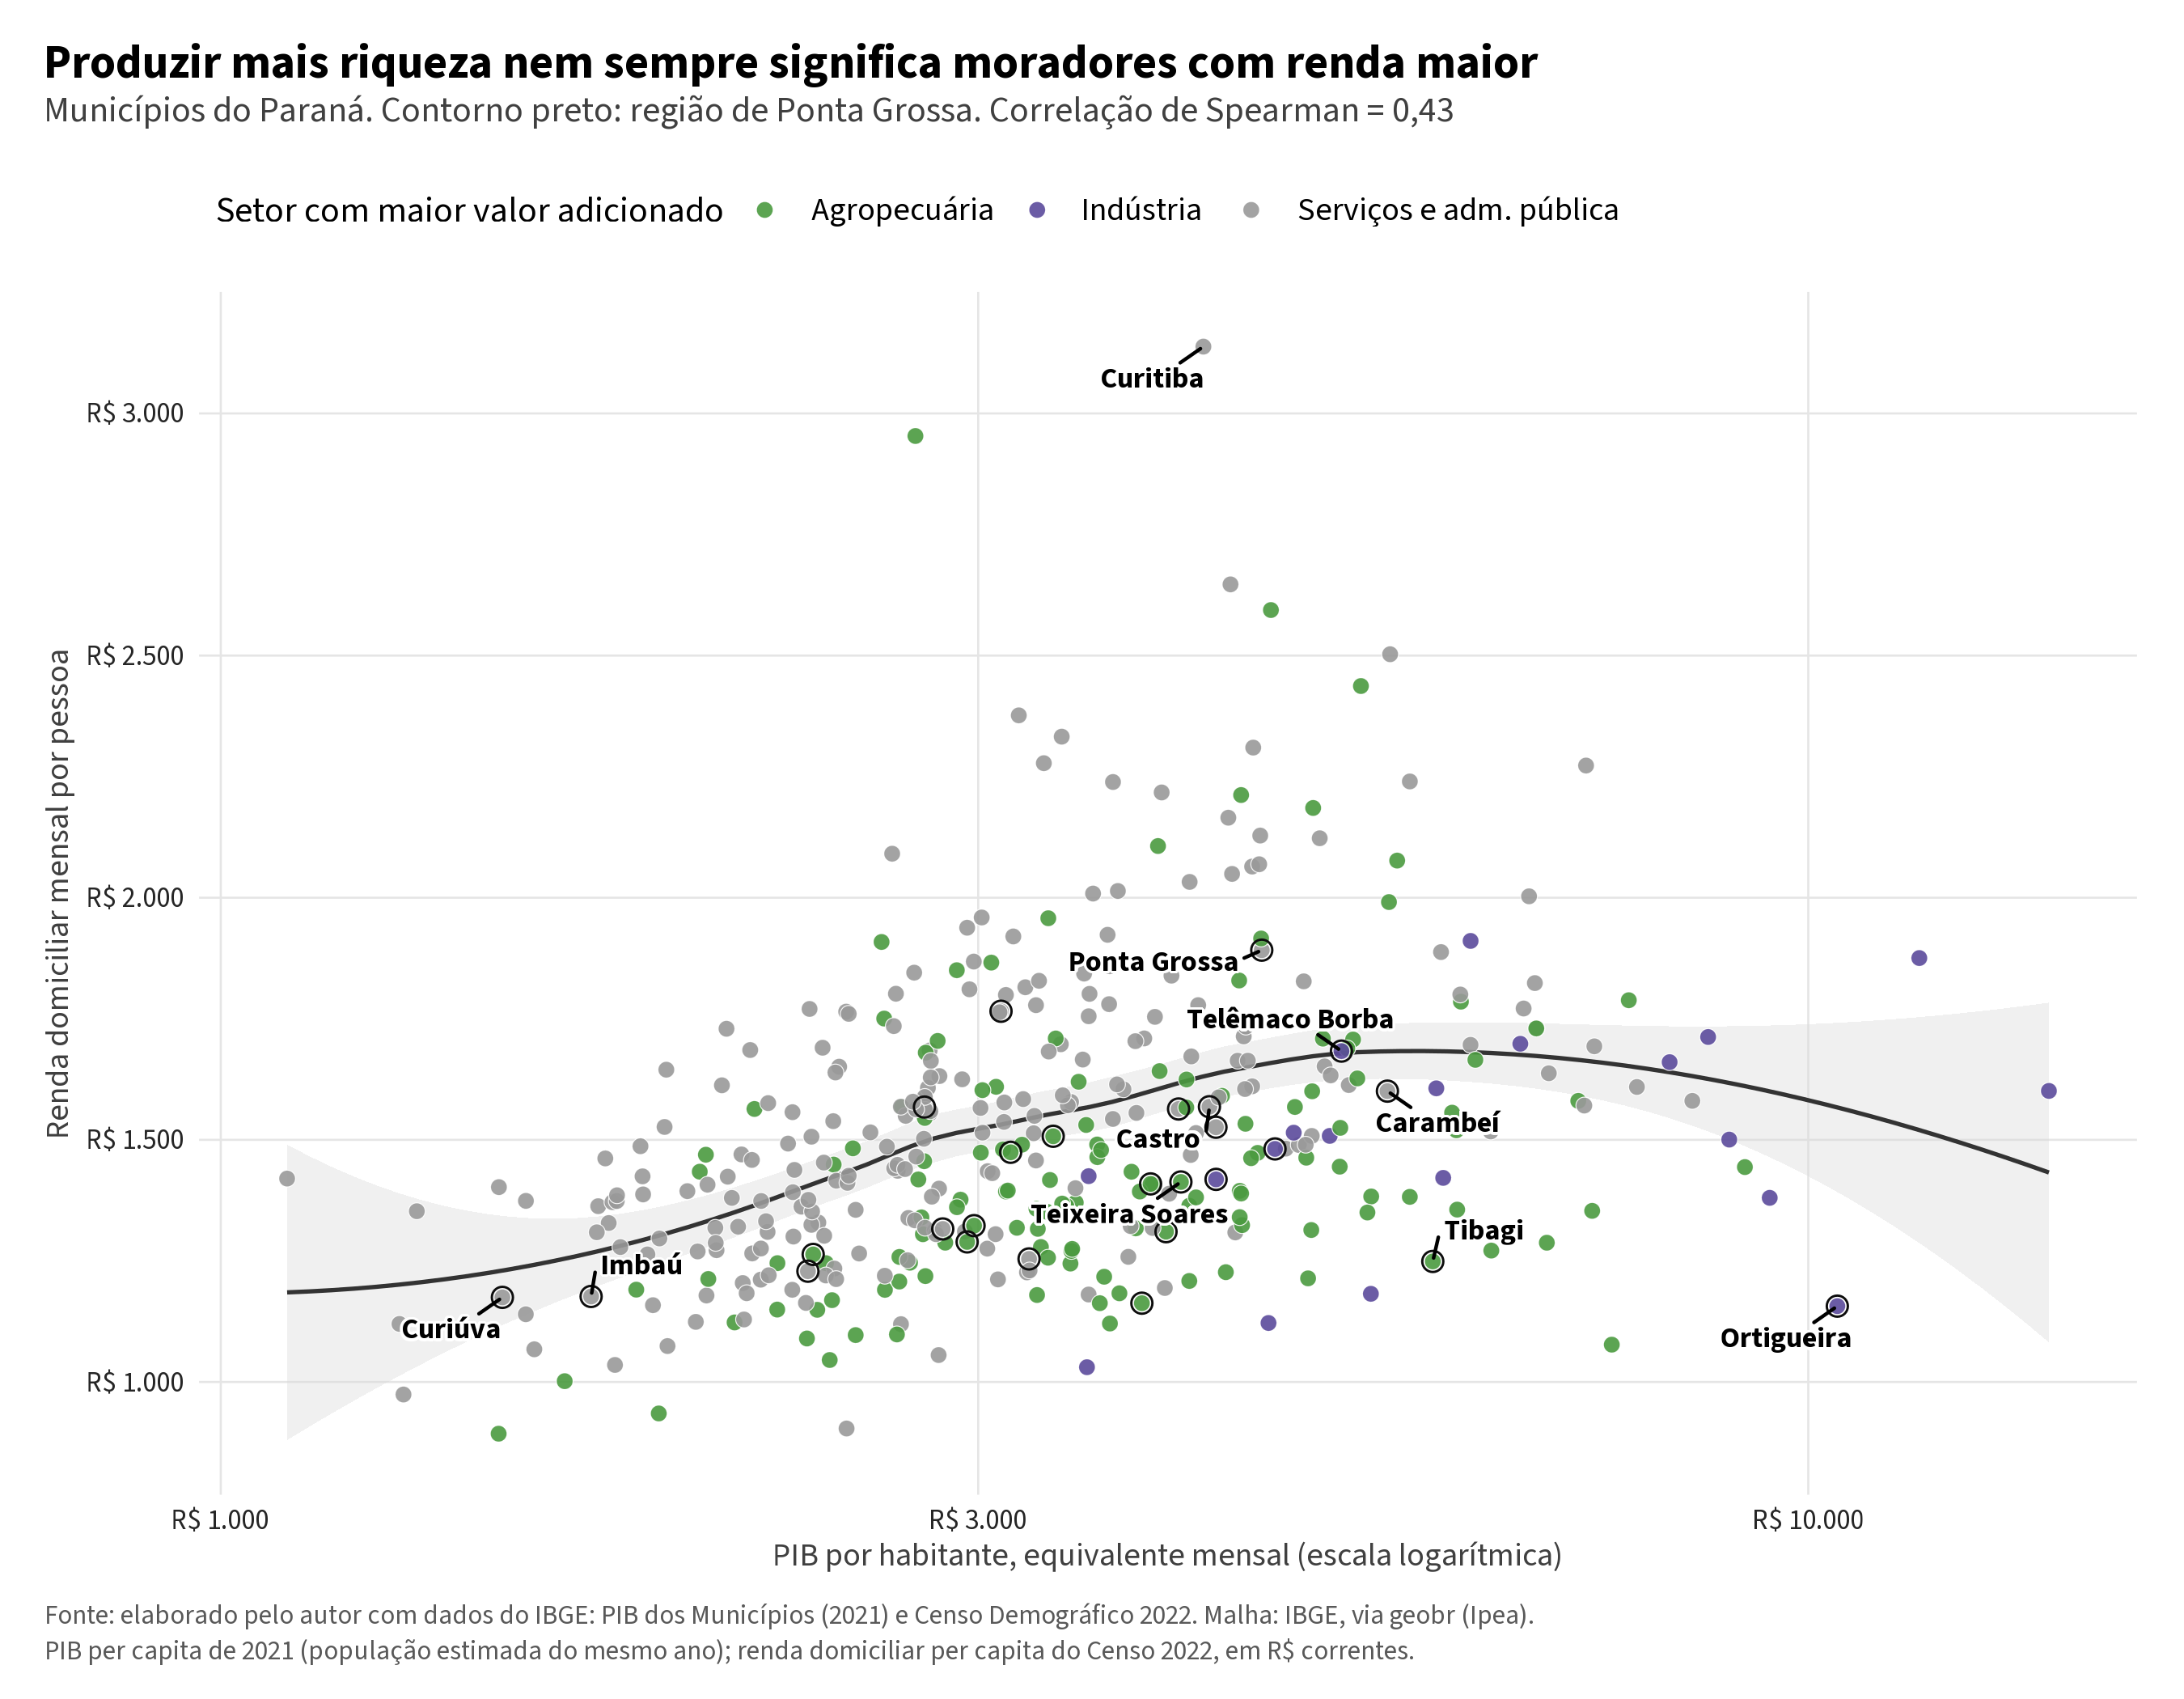 Produzir mais riqueza nem sempre significa moradores com renda maior
Municípios do Paraná. Contorno preto: região de Ponta Grossa. Correlação de Spearman = 0,43
Setor com maior valor adicionado
Agropecuária
Indústria
Serviços e adm. pública
Renda domiciliar mensal por pessoa
R$ 3.000
R$ 2.500
R$ 2.000
R$ 1.500
R$ 1.000
Curitiba
Ponta Grossa
Telêmaco Borba
Carambeí
Castro
Teixeira Soares
Tibagi
Imbaú
Curiúva
Ortigueira
R$ 1.000
R$ 3.000
R$ 10.000
PIB por habitante, equivalente mensal (escala logarítmica)
Fonte: elaborado pelo autor com dados do IBGE: PIB dos Municípios (2021) e Censo Demográfico 2022. Malha: IBGE, via geobr (Ipea).
PIB per capita de 2021 (população estimada do mesmo ano); renda domiciliar per capita do Censo 2022, em R$ correntes.